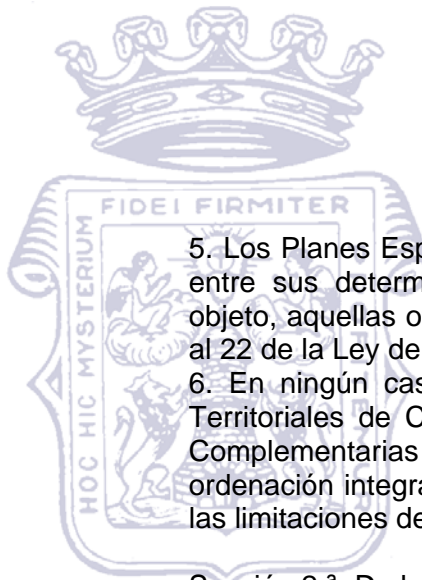 FIDEI FIRMITER
HOC HIC MYSTERIUM
5. Los Planes Esp
entre sus determ
objeto, aquellas o
al 22 de la Ley de
6. En ningún cas
Territoriales de C
Complementarias
ordenación integra
las limitaciones de